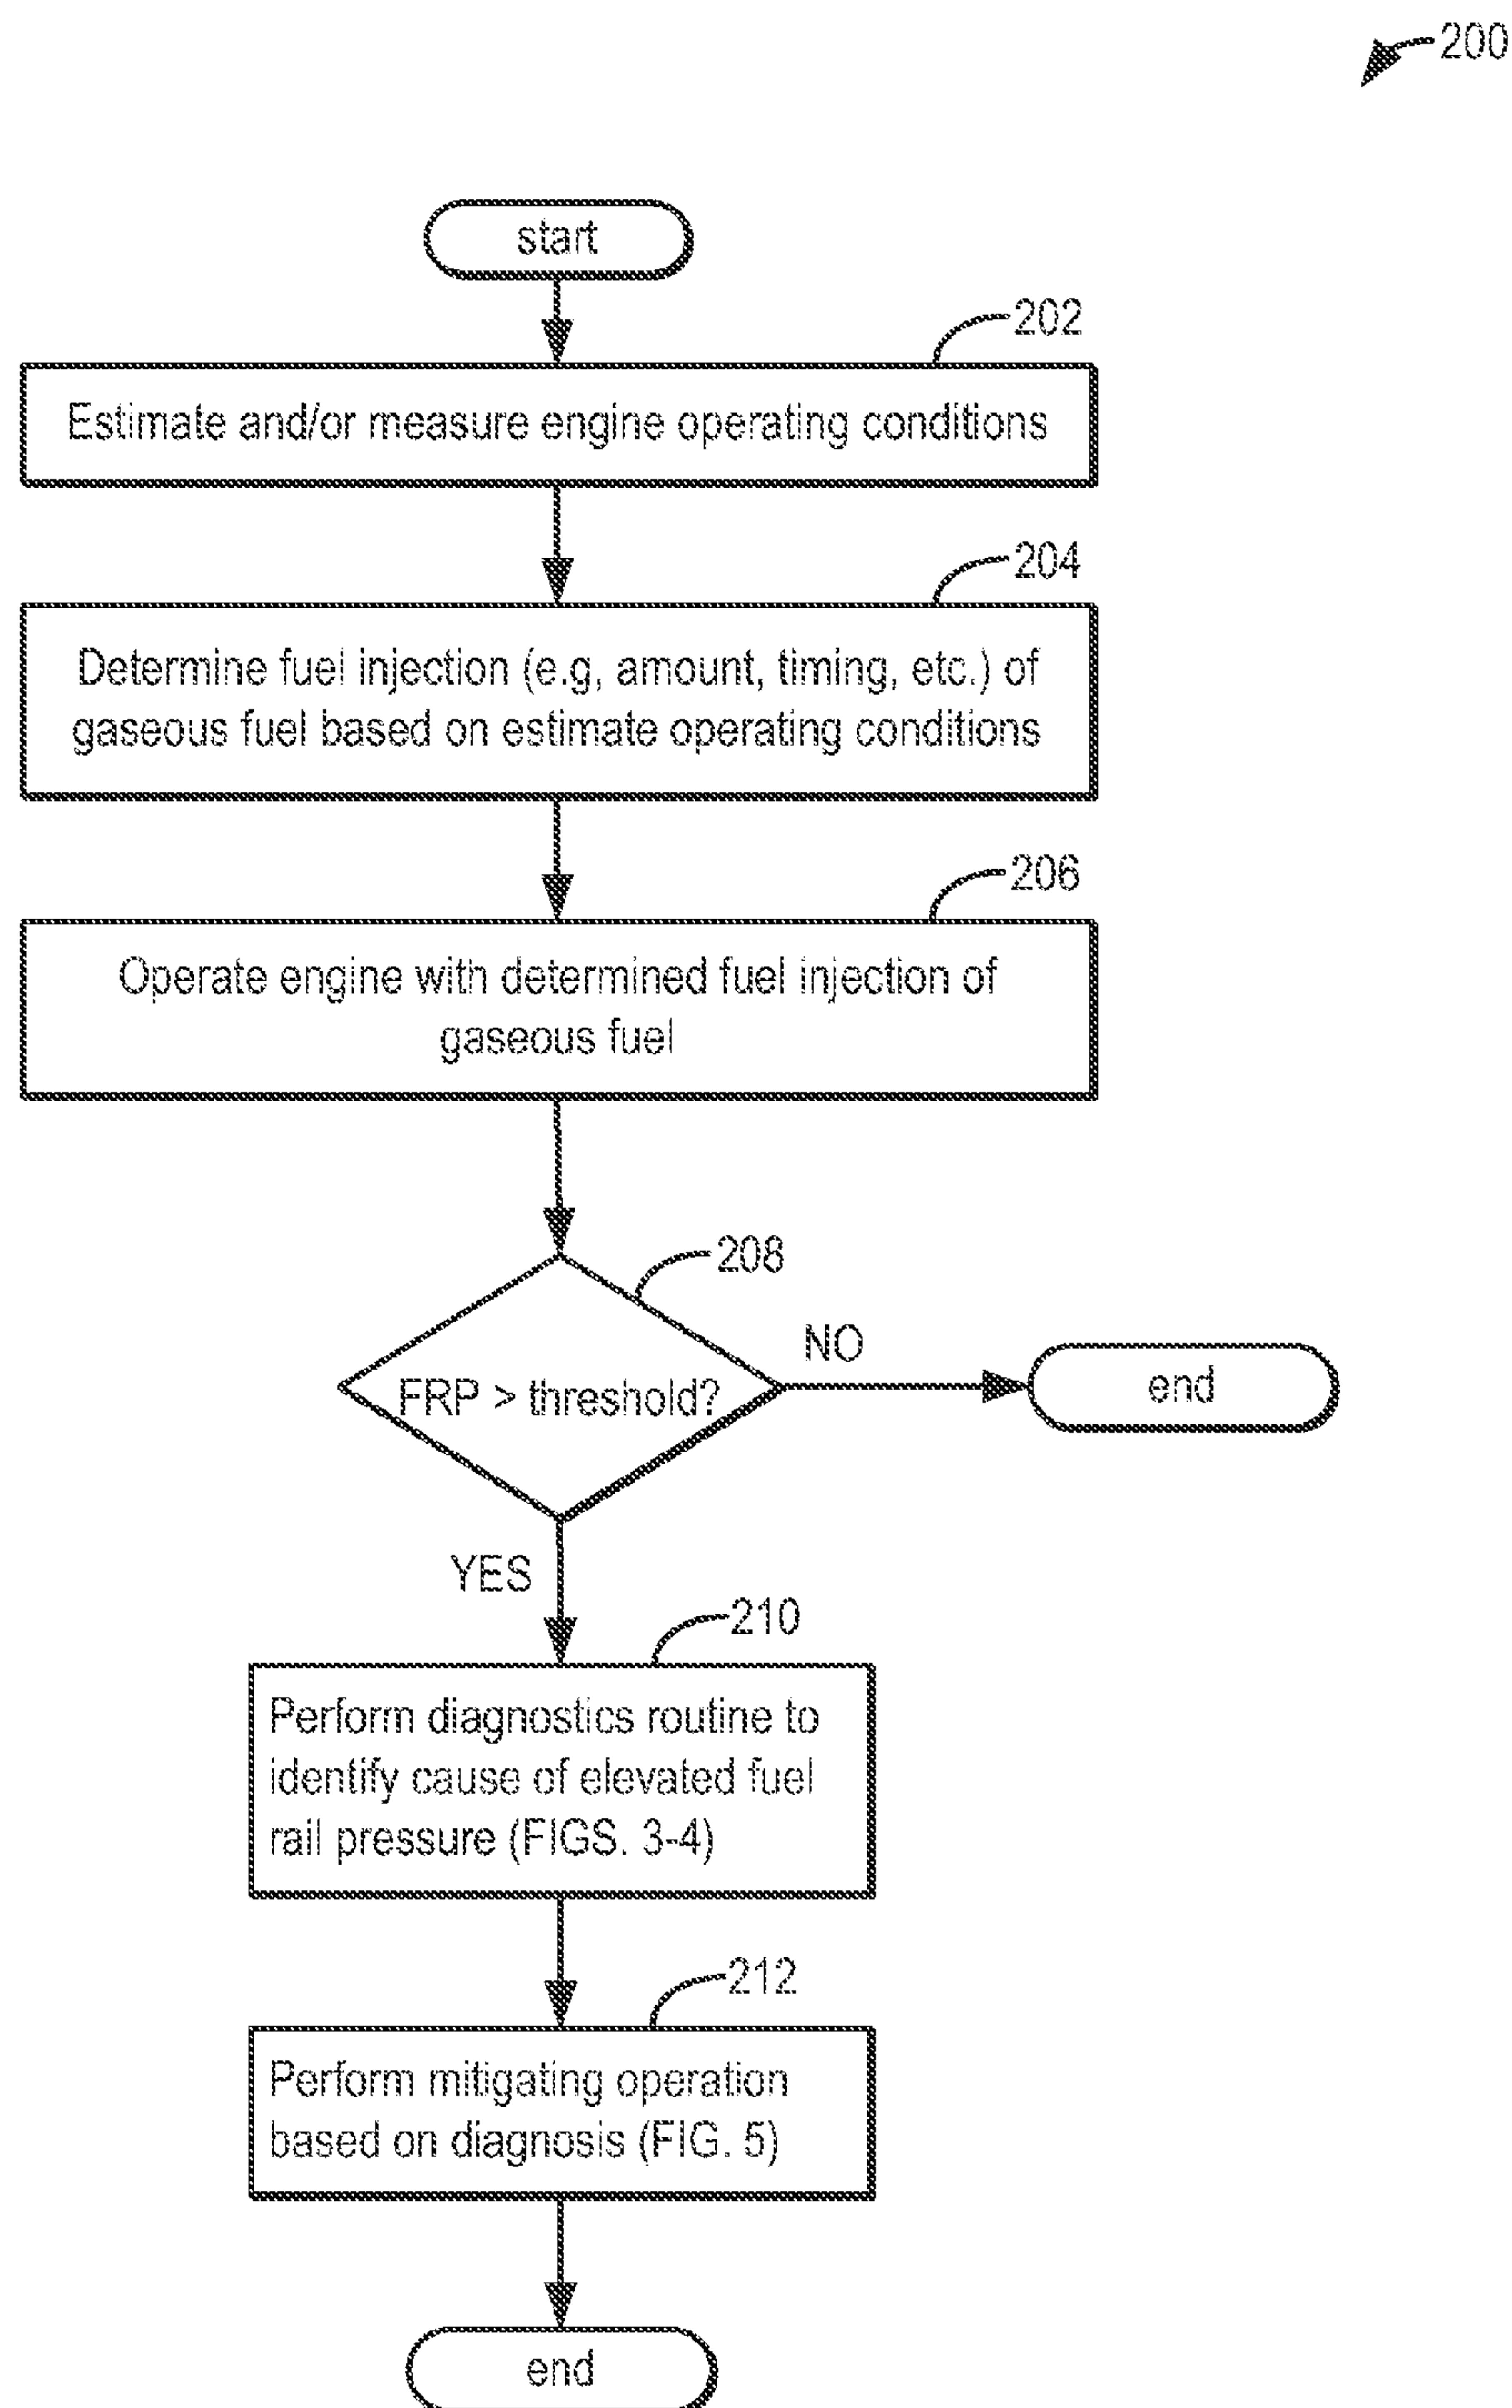 200
start
202
Estimate and/or measure engine operating conditions
204
Determine fuel injection (e.g, amount, timing, etc.) of
gaseous fuel based on estimate operating conditions
206
Operate engine with determined fuel injection of
gaseous fuel
208
FRP > threshold?
NO
end
YES
210
Perform diagnostics routine to
identify cause of elevated fuel
rail pressure (FIGS. 3-4)
212
Perform mitigating operation
based on diagnosis (FIG. 5)
end